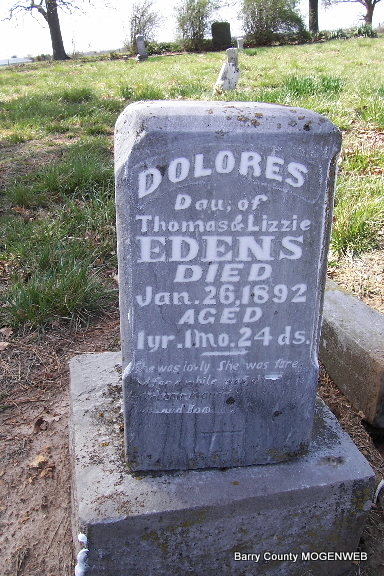 DOLORES
Dau; of
Thomas & Lizzie
EDENS
DIED
Jan. 26, 1892
AGED
1yr. 1mo. 24 ds.
She was lovly She was fare
Barry County MOGENWEB